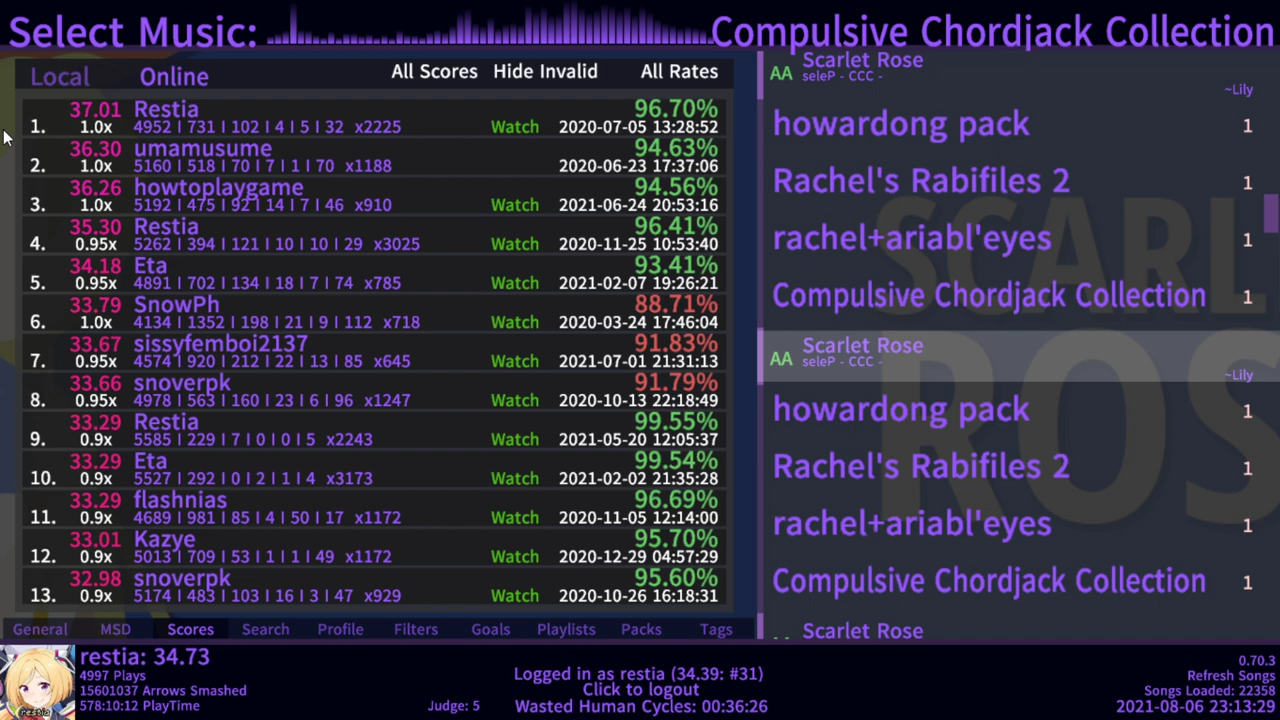 Select Music:
Compulsive Chordjack Collection
Local Online All Scores Hide Invalid All Rates
37.01 Restia 96.70%
1. 1.0x 4952 | 731 | 102 | 4 | 5 | 32 x2225 Watch 2020-07-05 13:28:52
36.30 umamusume 94.63%
2. 1.0x 5160 | 518 | 70 | 7 | 1 | 70 x1188 2020-06-23 17:37:06
36.26 howtoplaygame 94.56%
3. 1.0x 5192 | 475 | 92 | 14 | 7 | 46 x910 Watch 2021-06-24 20:53:16
35.30 Restia 96.41%
4. 0.95x 5262 | 394 | 121 | 10 | 10 | 29 x3025 Watch 2020-11-25 10:53:40
34.18 Eta 93.41%
5. 0.95x 4891 | 702 | 134 | 18 | 7 | 74 x785 Watch 2021-02-07 19:26:21
33.79 SnowPh 88.71%
6. 1.0x 4134 | 1352 | 198 | 21 | 9 | 112 x718 Watch 2020-03-24 17:46:04
33.67 sissyfemboi2137 91.83%
7. 0.95x 4574 | 920 | 212 | 22 | 13 | 85 x645 Watch 2021-07-01 21:31:13
33.66 snoverpk 91.79%
8. 0.95x 4978 | 563 | 160 | 23 | 6 | 96 x1247 Watch 2020-10-13 22:18:49
33.29 Restia 99.55%
9. 0.9x 5585 | 229 | 7 | 0 | 0 | 5 x2243 Watch 2021-05-20 12:05:37
33.29 Eta 99.54%
10. 0.9x 5527 | 292 | 0 | 2 | 1 | 4 x3173 Watch 2021-02-02 21:35:28
33.29 flashnias 96.69%
11. 0.9x 4689 | 981 | 85 | 4 | 50 | 17 x1172 Watch 2020-11-05 12:14:00
33.01 Kazye 95.70%
12. 0.9x 5013 | 709 | 53 | 1 | 1 | 49 x1172 Watch 2020-12-29 04:57:29
32.98 snoverpk 95.60%
13. 0.9x 5174 | 483 | 103 | 16 | 3 | 47 x929 Watch 2020-10-26 16:18:31
General MSD Scores Search Profile Filters Goals Playlists Packs Tags
Scarlet Rose
AA seleP - CCC -
~Lily
howardong pack 1
Rachel's Rabifiles 2 1
rachel+ariabl'eyes 1
Compulsive Chordjack Collection 1
Scarlet Rose
AA seleP - CCC -
~Lily
howardong pack 1
Rachel's Rabifiles 2 1
rachel+ariabl'eyes 1
Compulsive Chordjack Collection 1
Scarlet Rose
SCARL
ROS
restia: 34.73
4997 Plays
15601037 Arrows Smashed
578:10:12 PlayTime
restia
Judge: 5
Logged in as restia (34.39: #31)
Click to logout
Wasted Human Cycles: 00:36:26
0.70.3
Refresh Songs
Songs Loaded: 22358
2021-08-06 23:13:29